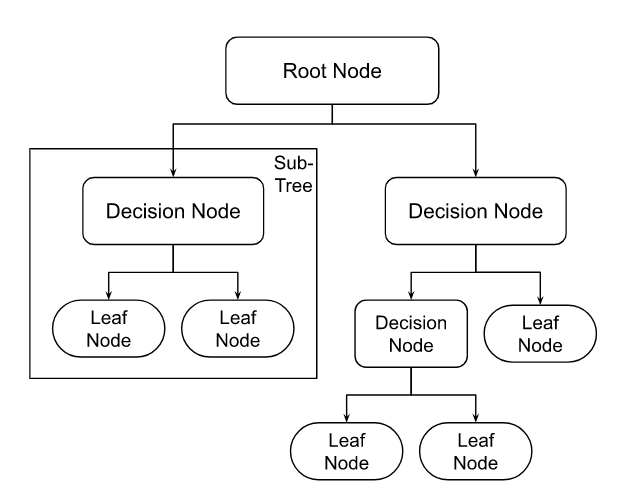 Root Node
Sub-
Tree
Decision Node
Decision Node
Leaf
Node
Leaf
Node
Decision
Node
Leaf
Node
Leaf
Node
Leaf
Node